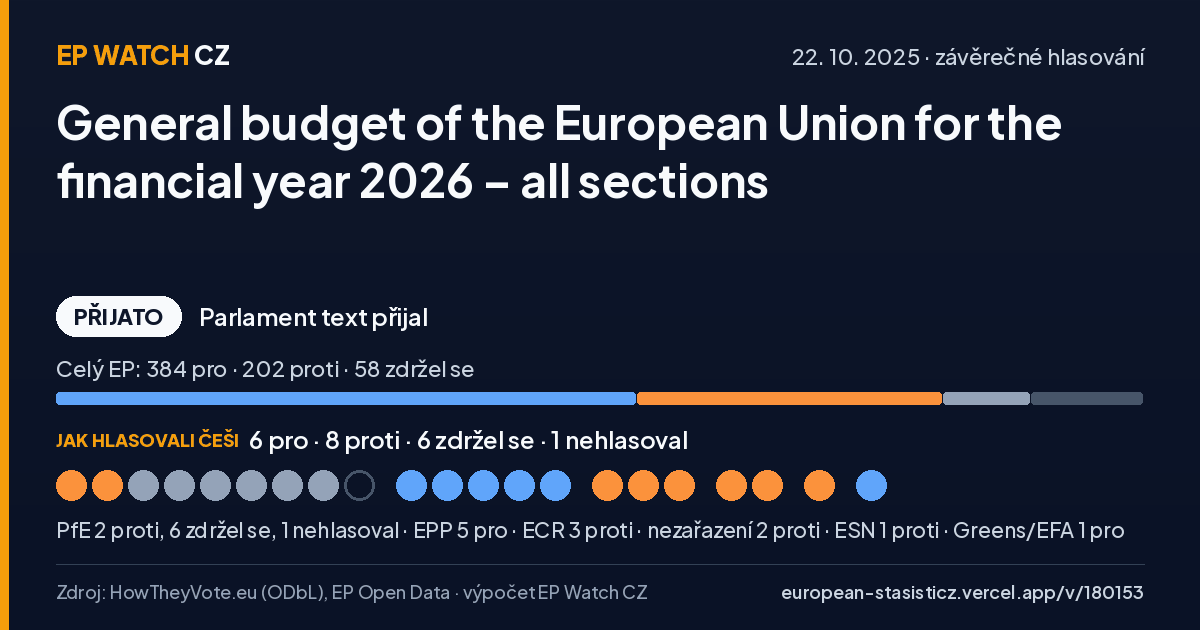 EP WATCH CZ
22. 10. 2025 · závěrečné hlasování
General budget of the European Union for the
financial year 2026 – all sections
PŘIJATO Parlament text přijal
Celý EP: 384 pro · 202 proti · 58 zdržel se
JAK HLASOVALI ČEŠI 6 pro · 8 proti · 6 zdržel se · 1 nehlasoval
PfE 2 proti, 6 zdržel se, 1 nehlasoval · EPP 5 pro · ECR 3 proti · nezařazení 2 proti · ESN 1 proti · Greens/EFA 1 pro
Zdroj: HowTheyVote.eu (ODbL), EP Open Data · výpočet EP Watch CZ
european-stasisticz.vercel.app/v/180153